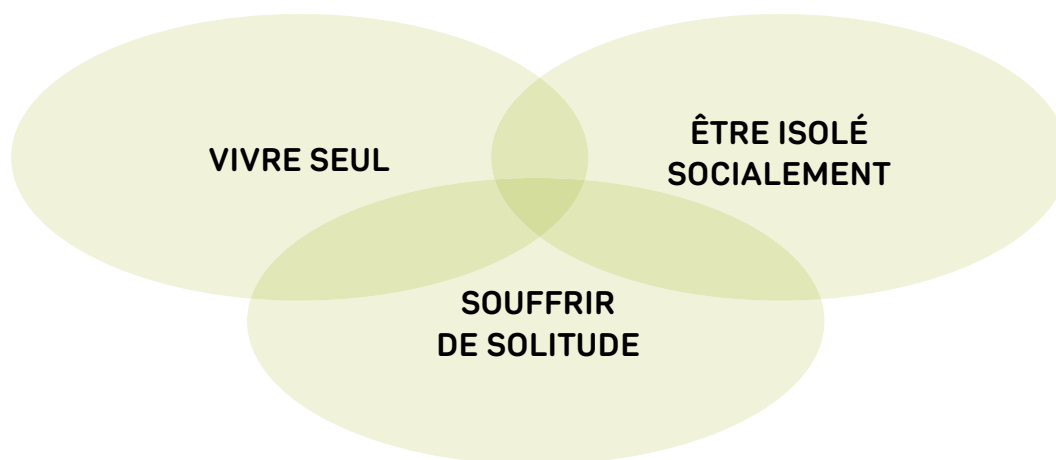 VIVRE SEUL
ÊTRE ISOLÉ
SOCIALEMENT
SOUFFRIR
DE SOLITUDE